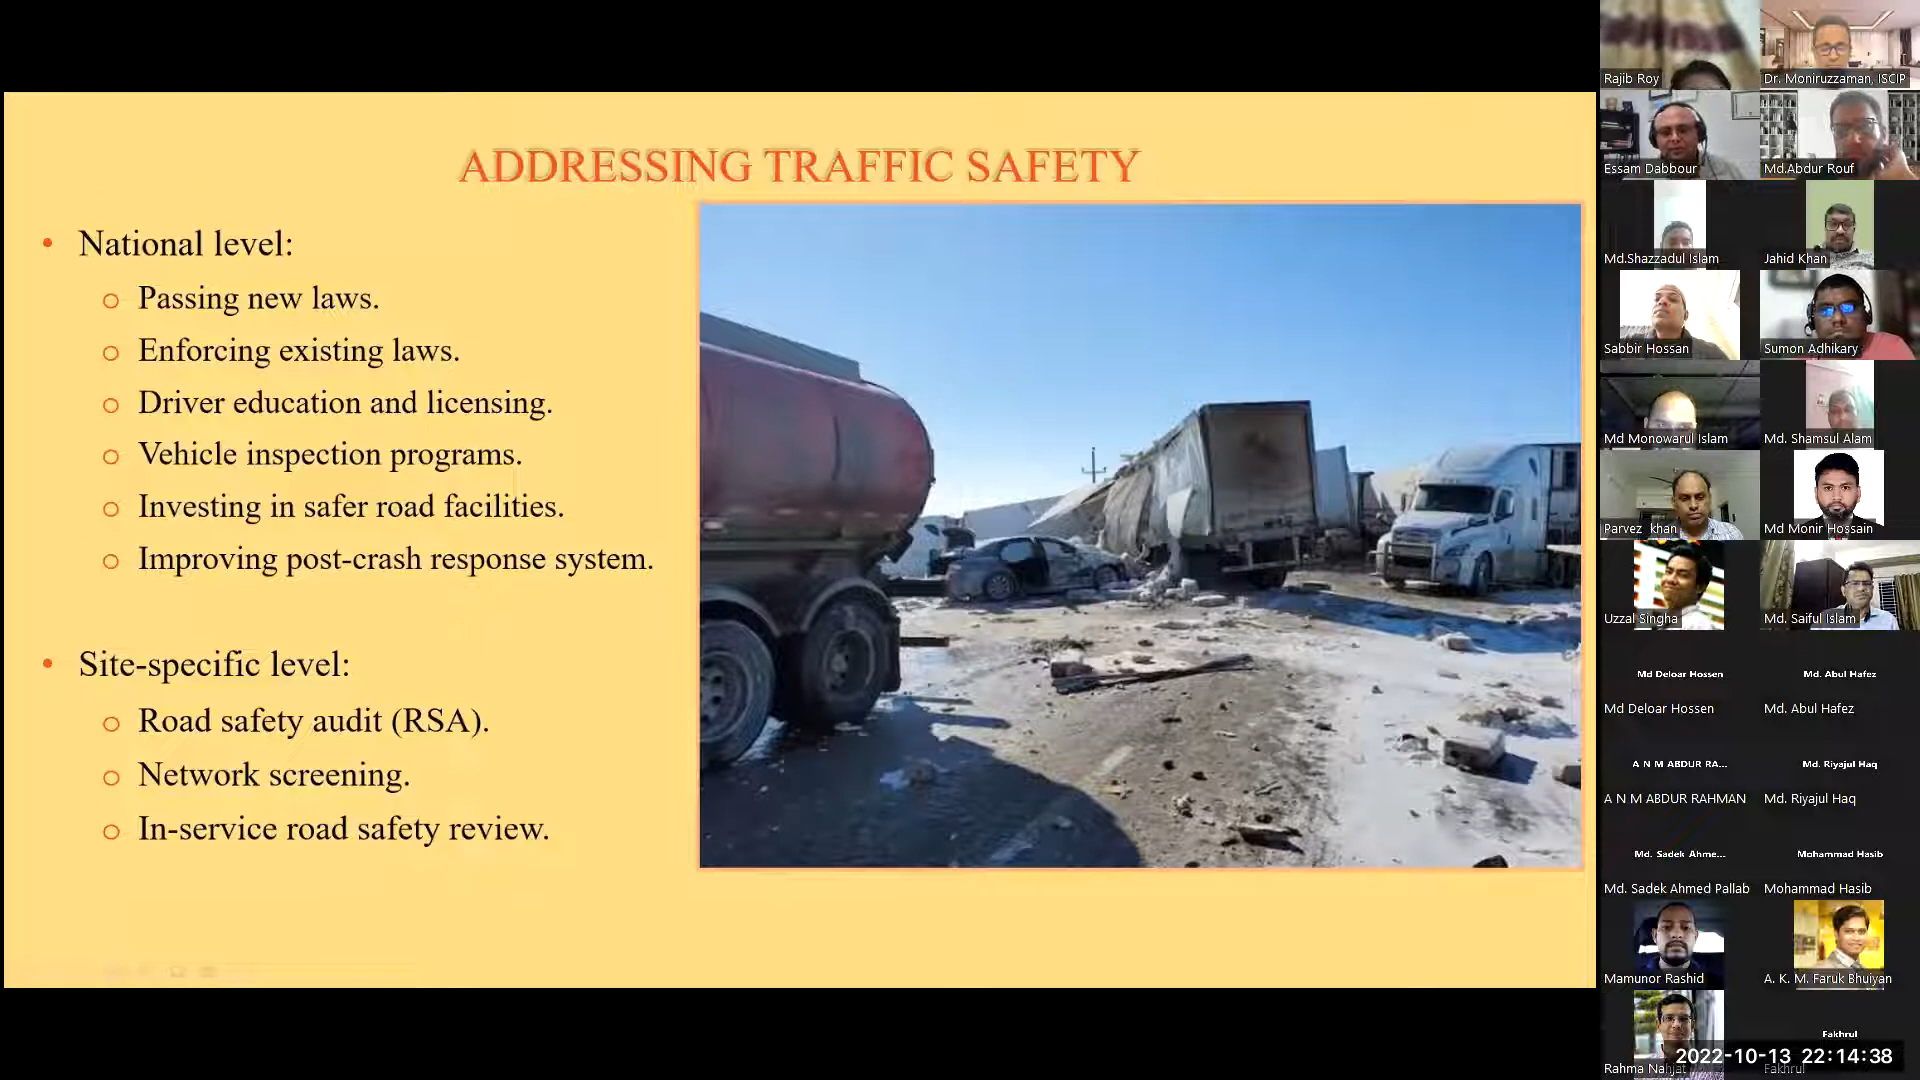 ADDRESSING TRAFFIC SAFETY
• National level:
o Passing new laws.
o Enforcing existing laws.
o Driver education and licensing.
o Vehicle inspection programs.
o Investing in safer road facilities.
o Improving post-crash response system.
• Site-specific level:
o Road safety audit (RSA).
o Network screening.
o In-service road safety review.
Rajib Roy
Dr. Moniruzzaman, ISCIP
Essam Dabbour
Md.Abdur Rouf
Md.Shazzadul Islam
Jahid Khan
Sabbir Hossan
Sumon Adhikary
Md Monowarul Islam
Md. Shamsul Alam
Parvez khan
Md Monir Hossain
Uzzal Singha
Md. Saiful Islam
Md Deloar Hossen
Md. Abul Hafez
Md Deloar Hossen
Md. Abul Hafez
A N M ABDUR RA...
Md. Riyajul Haq
A N M ABDUR RAHMAN
Md. Riyajul Haq
Md. Sadek Ahme...
Mohammad Hasib
Md. Sadek Ahmed Pallab
Mohammad Hasib
Mamunor Rashid
A. K. M. Faruk Bhuiyan
Fakhrul
2022-10-13 22:14:38
Rahma Nahjat
Fakhrul